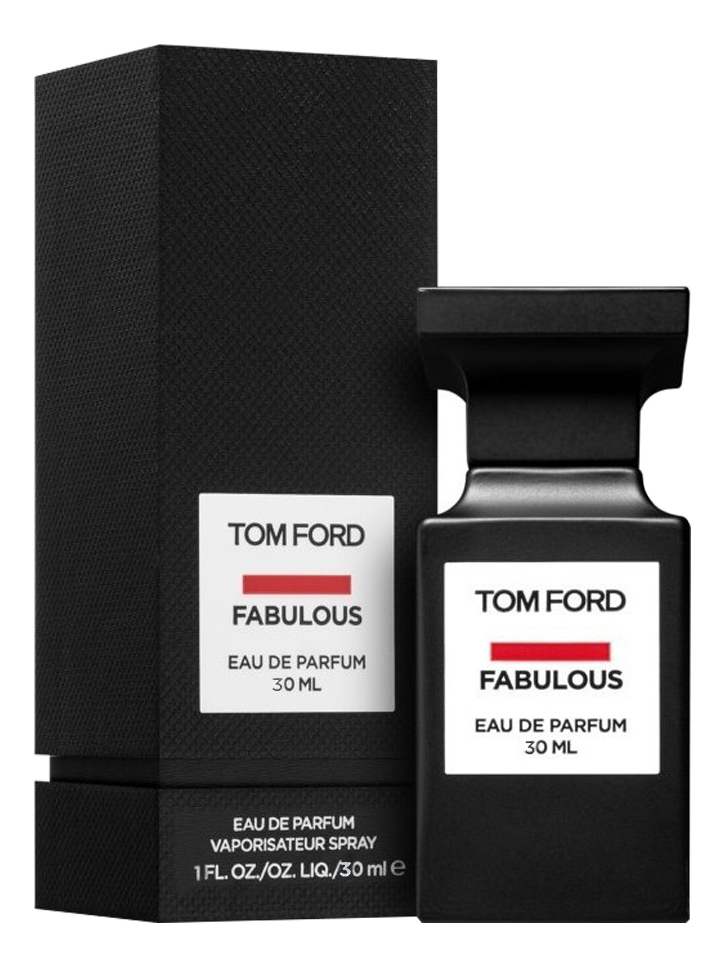 TOM FORD
FABULOUS
EAU DE PARFUM
30 ML
EAU DE PARFUM
VAPORISATEUR SPRAY
1 FL. OZ./OZ. LIQ./30 ml e
TOM FORD
FABULOUS
EAU DE PARFUM
30 ML